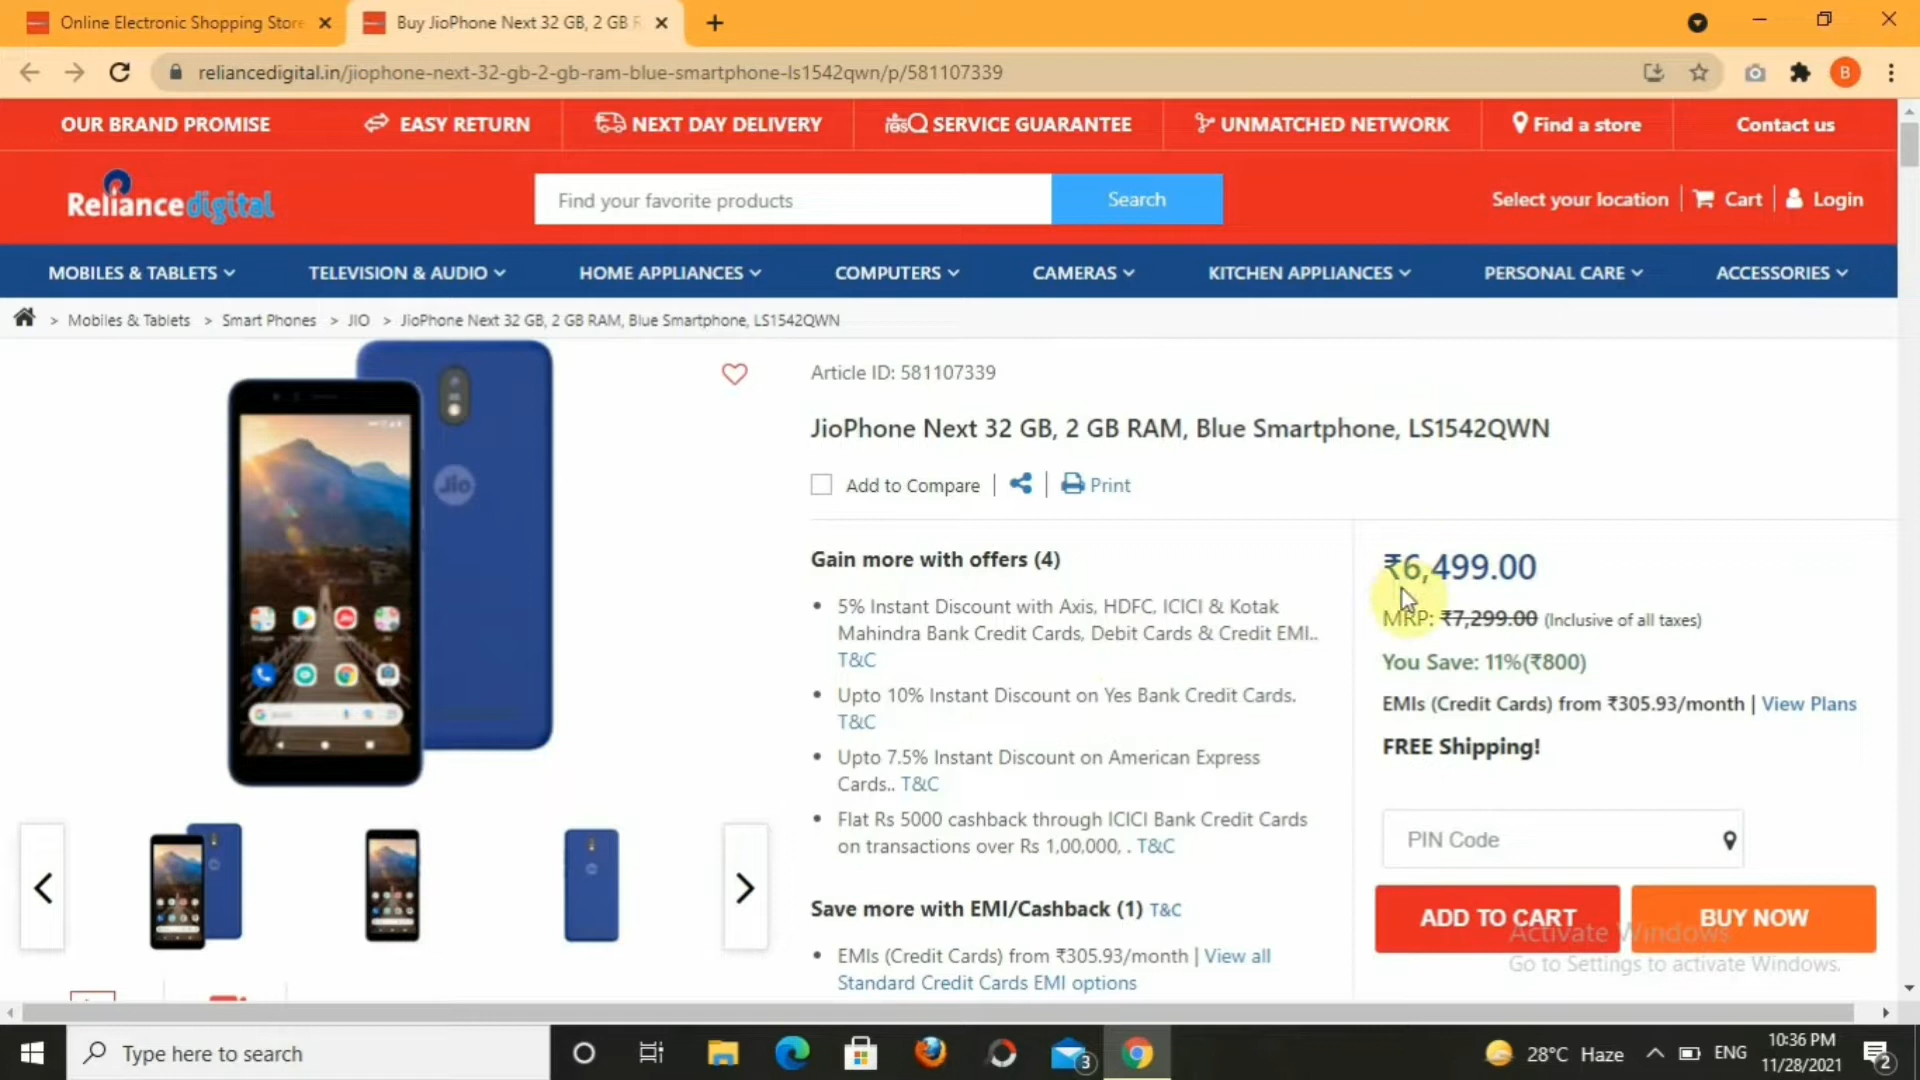 Online Electronic Shopping Store
Buy JioPhone Next 32 GB, 2 GB R
reliancedigital.in/jiophone-next-32-gb-2-gb-ram-blue-smartphone-ls1542qwn/p/581107339
B
OUR BRAND PROMISE
EASY RETURN
NEXT DAY DELIVERY
resQ SERVICE GUARANTEE
UNMATCHED NETWORK
Find a store
Contact us
Reliance digital
Find your favorite products
Search
Select your location
Cart
Login
MOBILES & TABLETS
TELEVISION & AUDIO
HOME APPLIANCES
COMPUTERS
CAMERAS
KITCHEN APPLIANCES
PERSONAL CARE
ACCESSORIES
> Mobiles & Tablets > Smart Phones > JIO > JioPhone Next 32 GB, 2 GB RAM, Blue Smartphone, LS1542QWN
Jio
Article ID: 581107339
JioPhone Next 32 GB, 2 GB RAM, Blue Smartphone, LS1542QWN
Add to Compare
Print
Gain more with offers (4)
• 5% Instant Discount with Axis, HDFC, ICICI & Kotak
Mahindra Bank Credit Cards, Debit Cards & Credit EMI..
T&C
• Upto 10% Instant Discount on Yes Bank Credit Cards.
T&C
• Upto 7.5% Instant Discount on American Express
Cards.. T&C
• Flat Rs 5000 cashback through ICICI Bank Credit Cards
on transactions over Rs 1,00,000, . T&C
Save more with EMI/Cashback (1) T&C
• EMIs (Credit Cards) from ₹305.93/month | View all
Standard Credit Cards EMI options
₹6,499.00
MRP: ₹7,299.00 (Inclusive of all taxes)
You Save: 11%(₹800)
EMIs (Credit Cards) from ₹305.93/month | View Plans
FREE Shipping!
PIN Code
ADD TO CART
BUY NOW
Activate Windows
Go to Settings to activate Windows.
Type here to search
3
28°C Haze
ENG
10:36 PM
11/28/2021
2